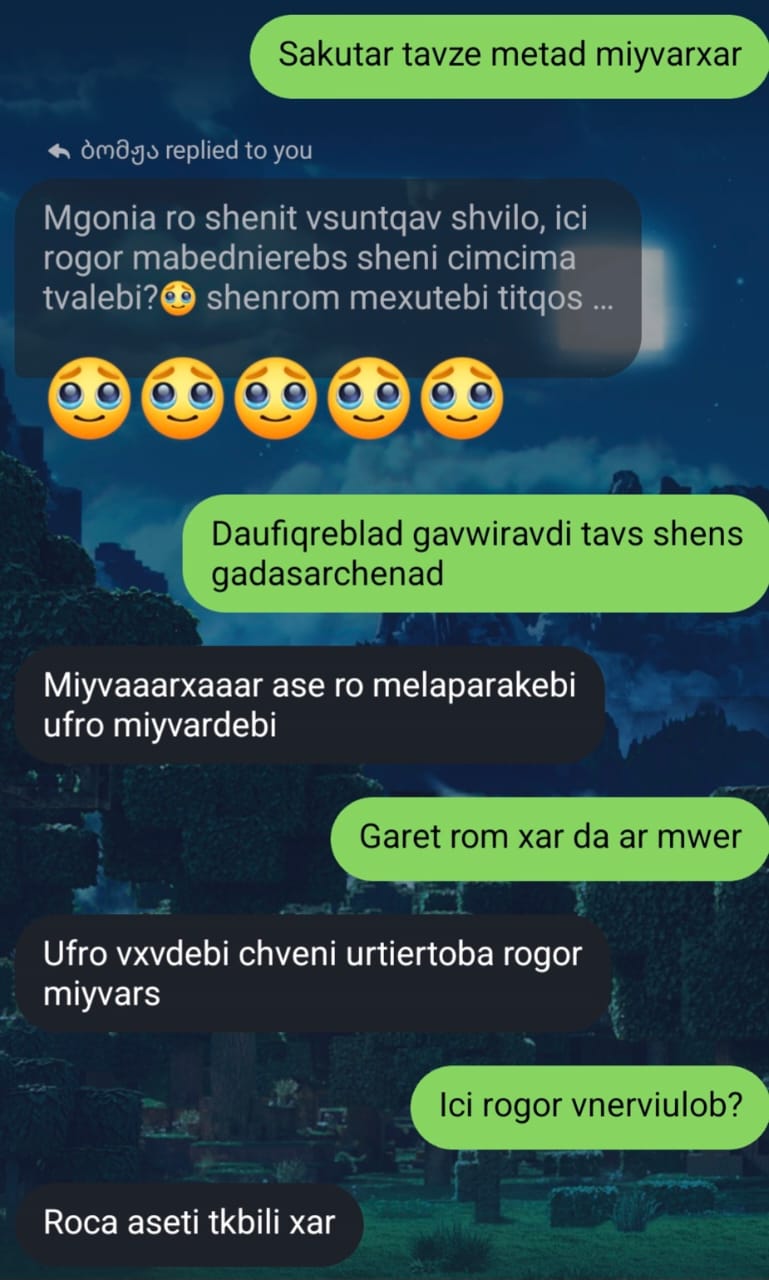 Sakutar tavze metad miyvarxar
ბომჟა replied to you
Mgonia ro shenit vsuntqav shvilo, ici
rogor mabednierebs sheni cimcima
tvalebi?🥹 shenrom mexutebi titqos ...
🥹🥹🥹🥹🥹
Daufiqreblad gavwiravdi tavs shens
gadasarchenad
Miyvaaarxaaar ase ro melaparakebi
ufro miyvardebi
Garet rom xar da ar mwer
Ufro vxvdebi chveni urtiertoba rogor
miyvars
Ici rogor vnerviulob?
Roca aseti tkbili xar